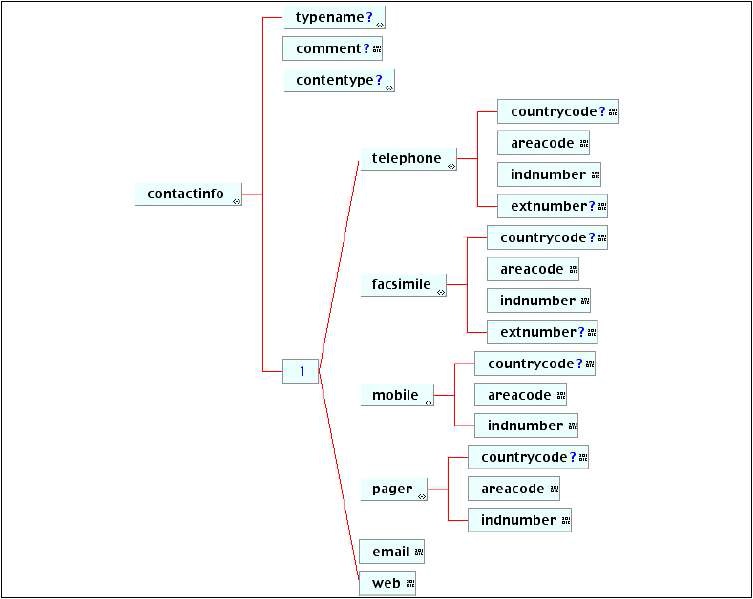 typename?
comment?
contentype?
contactinfo
1
telephone
countrycode?
areacode
indnumber
extnumber?
facsimile
countrycode?
areacode
indnumber
extnumber?
mobile
countrycode?
areacode
indnumber
pager
countrycode?
areacode
indnumber
email
web